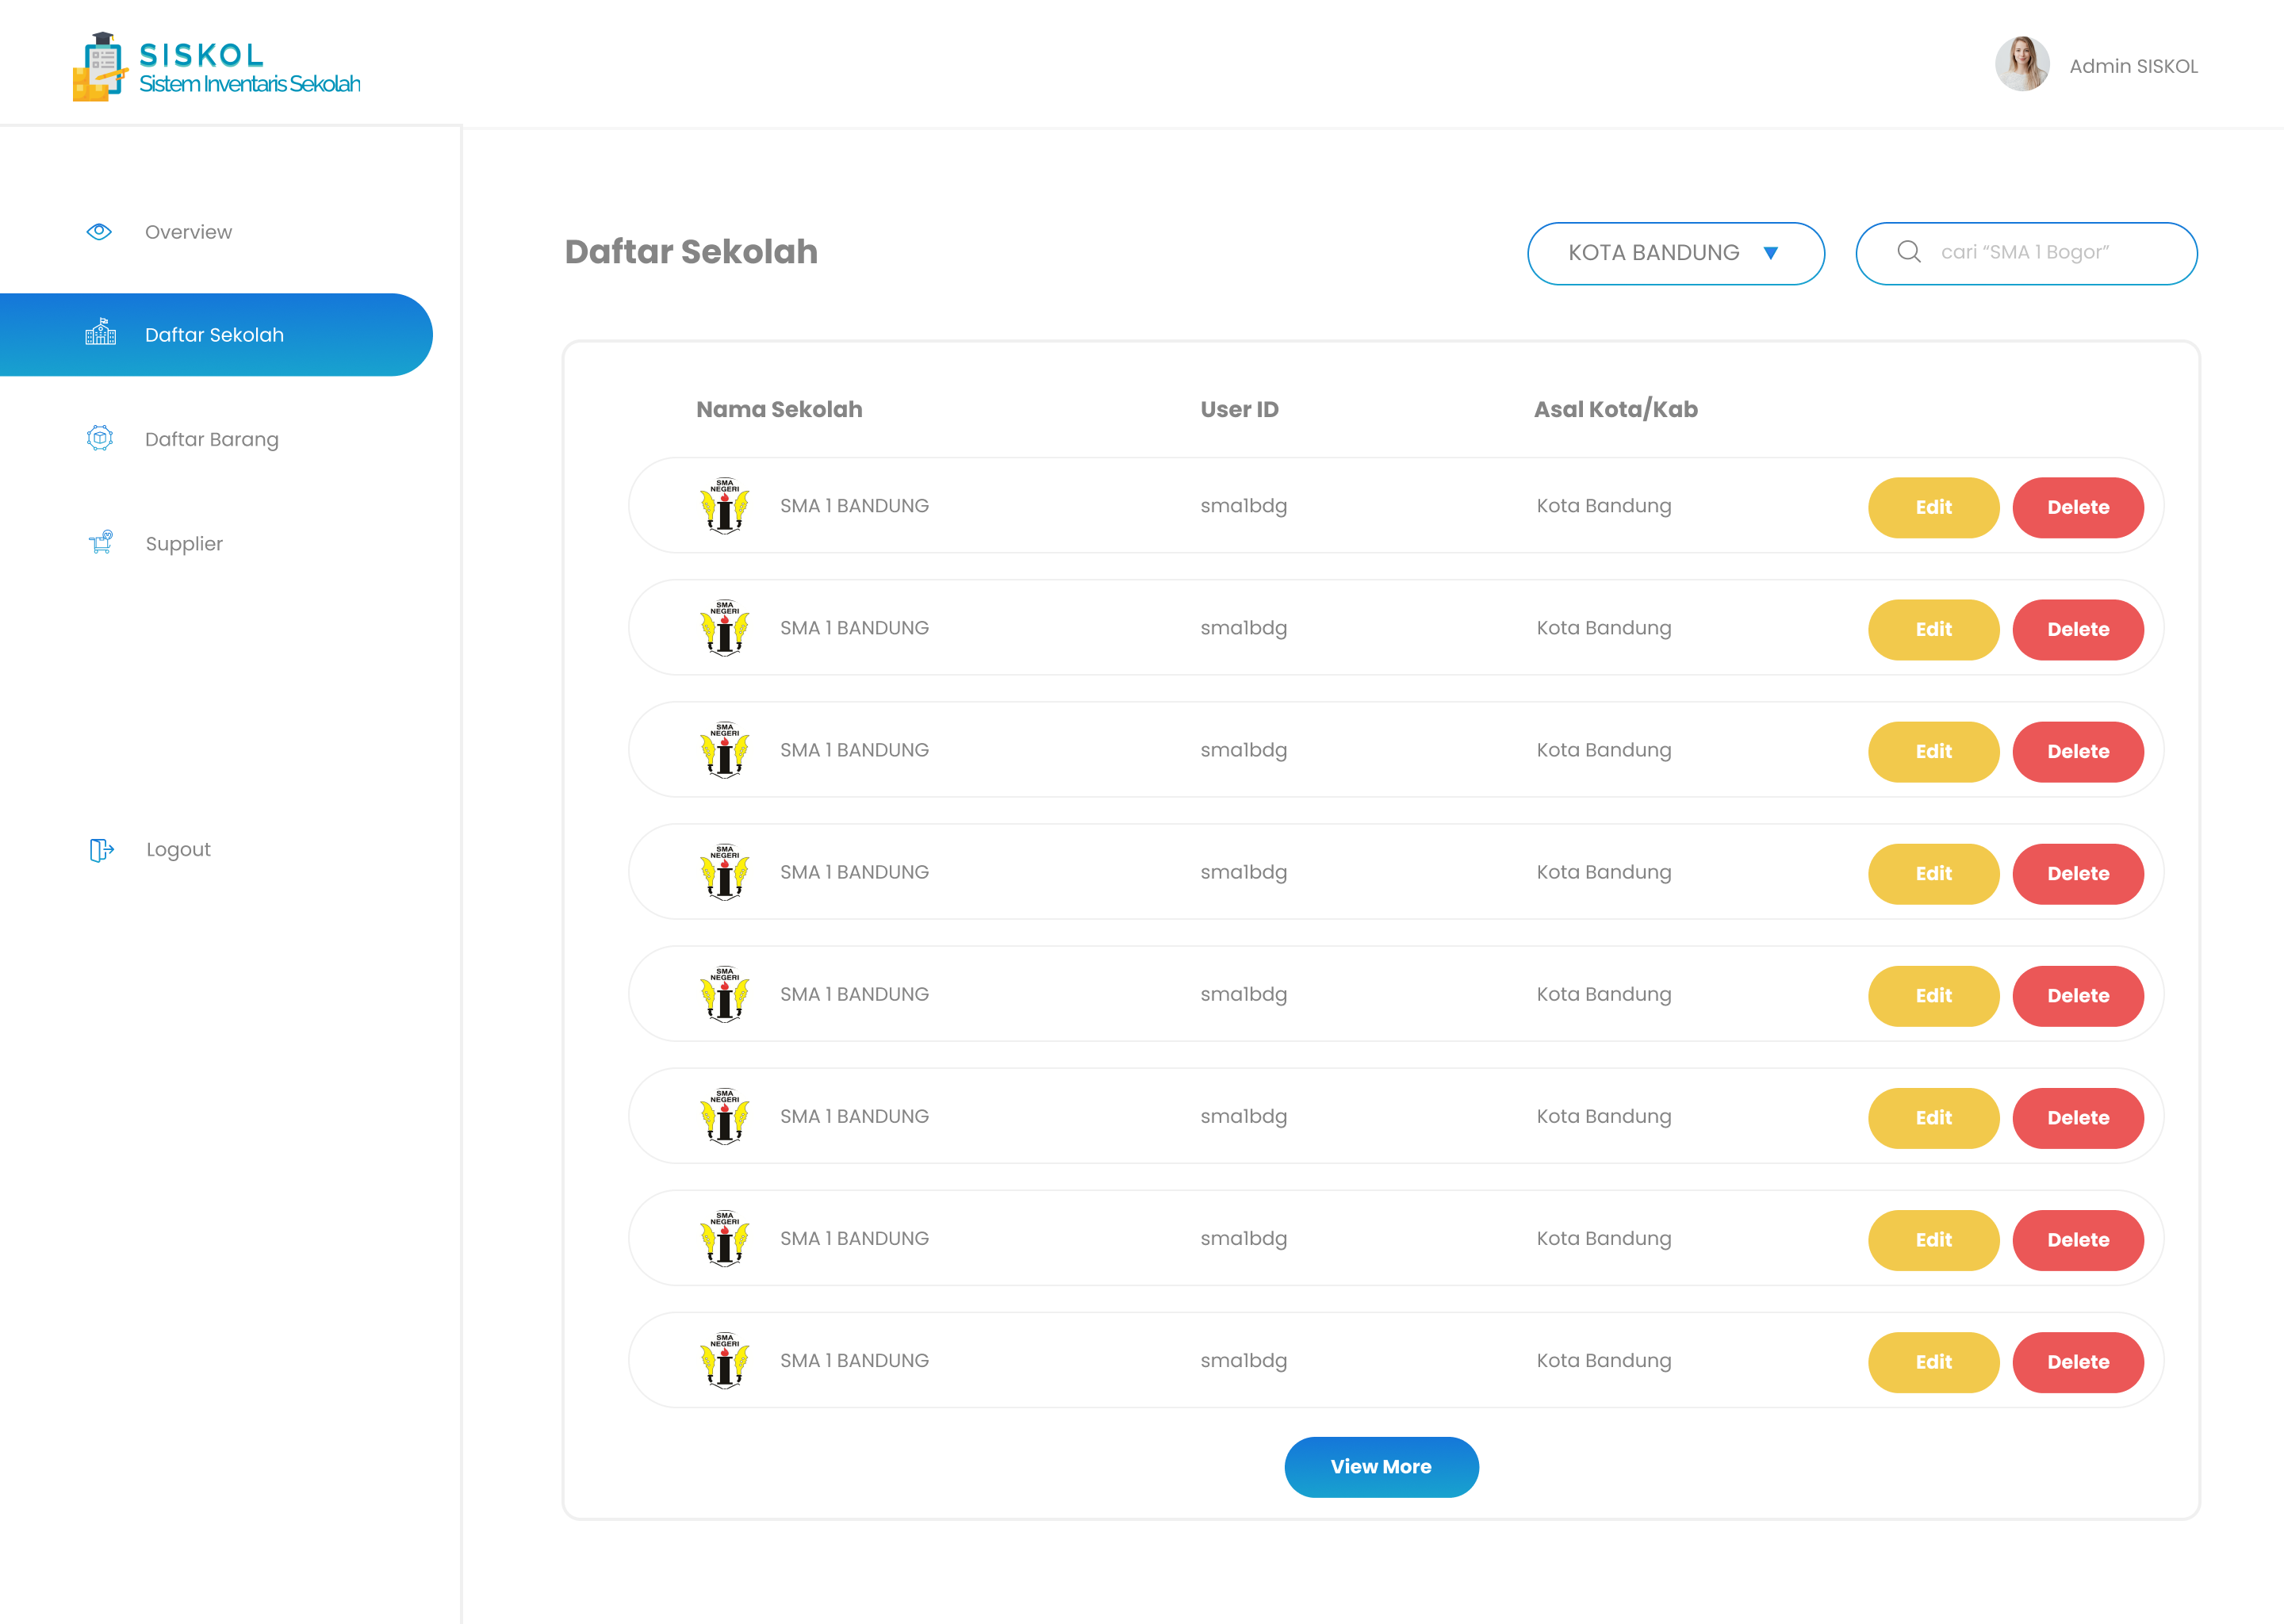 SISKOL
Sistem Inventaris Sekolah
Admin SISKOL
Overview
Daftar Sekolah
Daftar Barang
Supplier
Logout
Daftar Sekolah
KOTA BANDUNG
cari “SMA 1 Bogor”
Nama Sekolah User ID Asal Kota/Kab
SMA
NEGERI
SMA 1 BANDUNG sma1bdg Kota Bandung Edit Delete
SMA
NEGERI
SMA 1 BANDUNG sma1bdg Kota Bandung Edit Delete
SMA
NEGERI
SMA 1 BANDUNG sma1bdg Kota Bandung Edit Delete
SMA
NEGERI
SMA 1 BANDUNG sma1bdg Kota Bandung Edit Delete
SMA
NEGERI
SMA 1 BANDUNG sma1bdg Kota Bandung Edit Delete
SMA
NEGERI
SMA 1 BANDUNG sma1bdg Kota Bandung Edit Delete
SMA
NEGERI
SMA 1 BANDUNG sma1bdg Kota Bandung Edit Delete
SMA
NEGERI
SMA 1 BANDUNG sma1bdg Kota Bandung Edit Delete
View More